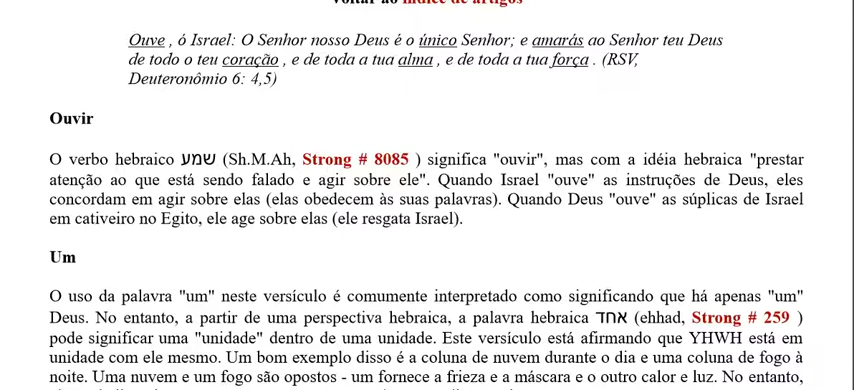 Voltar ao índice de artigos
Ouve , ó Israel: O Senhor nosso Deus é o único Senhor; e amarás ao Senhor teu Deus
de todo o teu coração , e de toda a tua alma , e de toda a tua força . (RSV,
Deuteronômio 6: 4,5)
Ouvir
O verbo hebraico שמע (Sh.M.Ah, Strong # 8085 ) significa "ouvir", mas com a idéia hebraica "prestar
atenção ao que está sendo falado e agir sobre ele". Quando Israel "ouve" as instruções de Deus, eles
concordam em agir sobre elas (elas obedecem às suas palavras). Quando Deus "ouve" as súplicas de Israel
em cativeiro no Egito, ele age sobre elas (ele resgata Israel).
Um
O uso da palavra "um" neste versículo é comumente interpretado como significando que há apenas "um"
Deus. No entanto, a partir de uma perspectiva hebraica, a palavra hebraica אחד (ehhad, Strong # 259 )
pode significar uma "unidade" dentro de uma unidade. Este versículo está afirmando que YHWH está em
unidade com ele mesmo. Um bom exemplo disso é a coluna de nuvem durante o dia e uma coluna de fogo à
noite. Uma nuvem e um fogo são opostos - um fornece a frieza e a máscara e o outro calor e luz. No entanto,